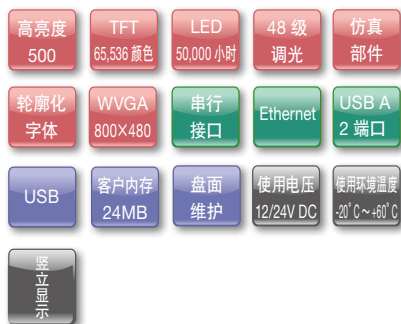 高亮度
500
TFT
65,536 颜色
LED
50,000 小时
48 级
调光
仿真
部件
轮廓化
字体
WVGA
800×480
串行
接口
Ethernet
USB A
2 端口
USB
客户内存
24MB
盘面
维护
使用电压
12/24V DC
使用环境温度
-20°C～+60°C
竖立显示